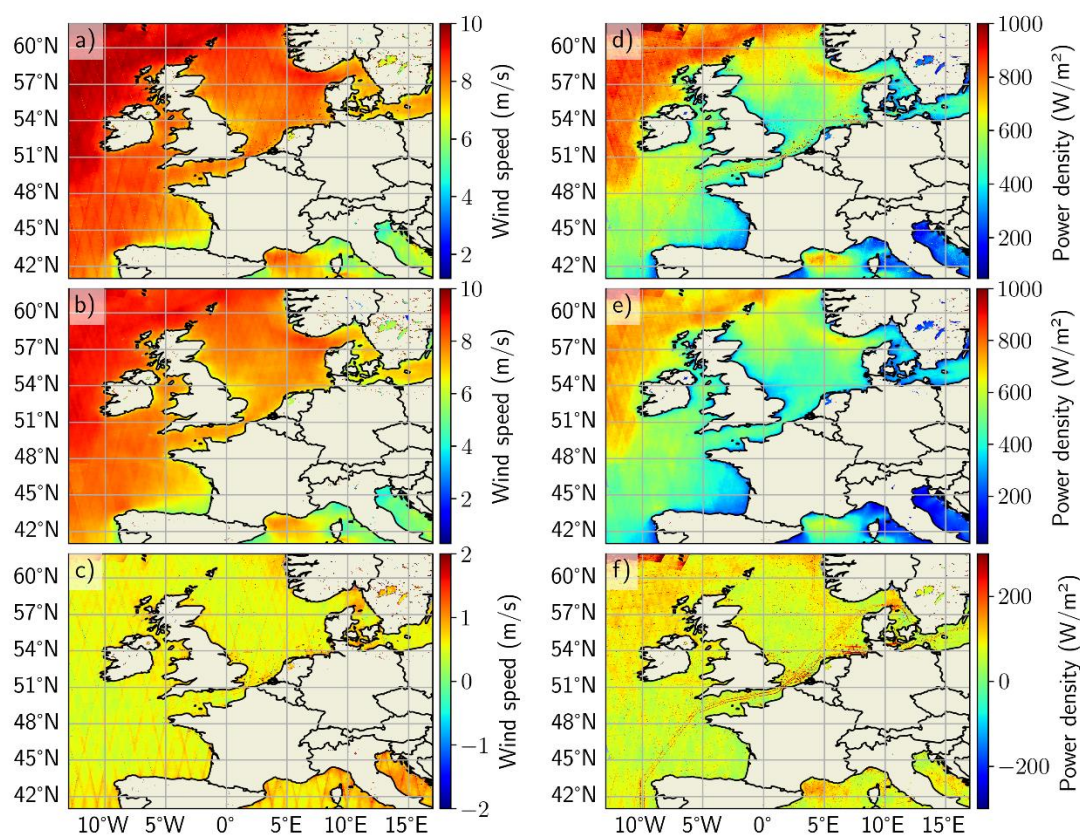 a)
60°N
57°N
54°N
51°N
48°N
45°N
42°N
10
8
6
4
2
Wind speed (m/s)
d)
60°N
57°N
54°N
51°N
48°N
45°N
42°N
1000
800
600
400
200
Power density (W/m²)
b)
60°N
57°N
54°N
51°N
48°N
45°N
42°N
10
8
6
4
2
Wind speed (m/s)
e)
60°N
57°N
54°N
51°N
48°N
45°N
42°N
1000
800
600
400
200
Power density (W/m²)
c)
60°N
57°N
54°N
51°N
48°N
45°N
42°N
10°W 5°W 0° 5°E 10°E 15°E
2
1
0
−1
−2
Wind speed (m/s)
f)
60°N
57°N
54°N
51°N
48°N
45°N
42°N
10°W 5°W 0° 5°E 10°E 15°E
200
0
−200
Power density (W/m²)